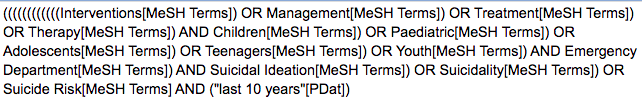 ((((((((((((Interventions[MeSH Terms]) OR Management[MeSH Terms]) OR Treatment[MeSH Terms])
OR Therapy[MeSH Terms]) AND Children[MeSH Terms]) OR Paediatric[MeSH Terms]) OR
Adolescents[MeSH Terms]) OR Teenagers[MeSH Terms]) OR Youth[MeSH Terms]) AND Emergency
Department[MeSH Terms]) AND Suicidal Ideation[MeSH Terms]) OR Suicidality[MeSH Terms]) OR
Suicide Risk[MeSH Terms] AND ("last 10 years"[PDat])